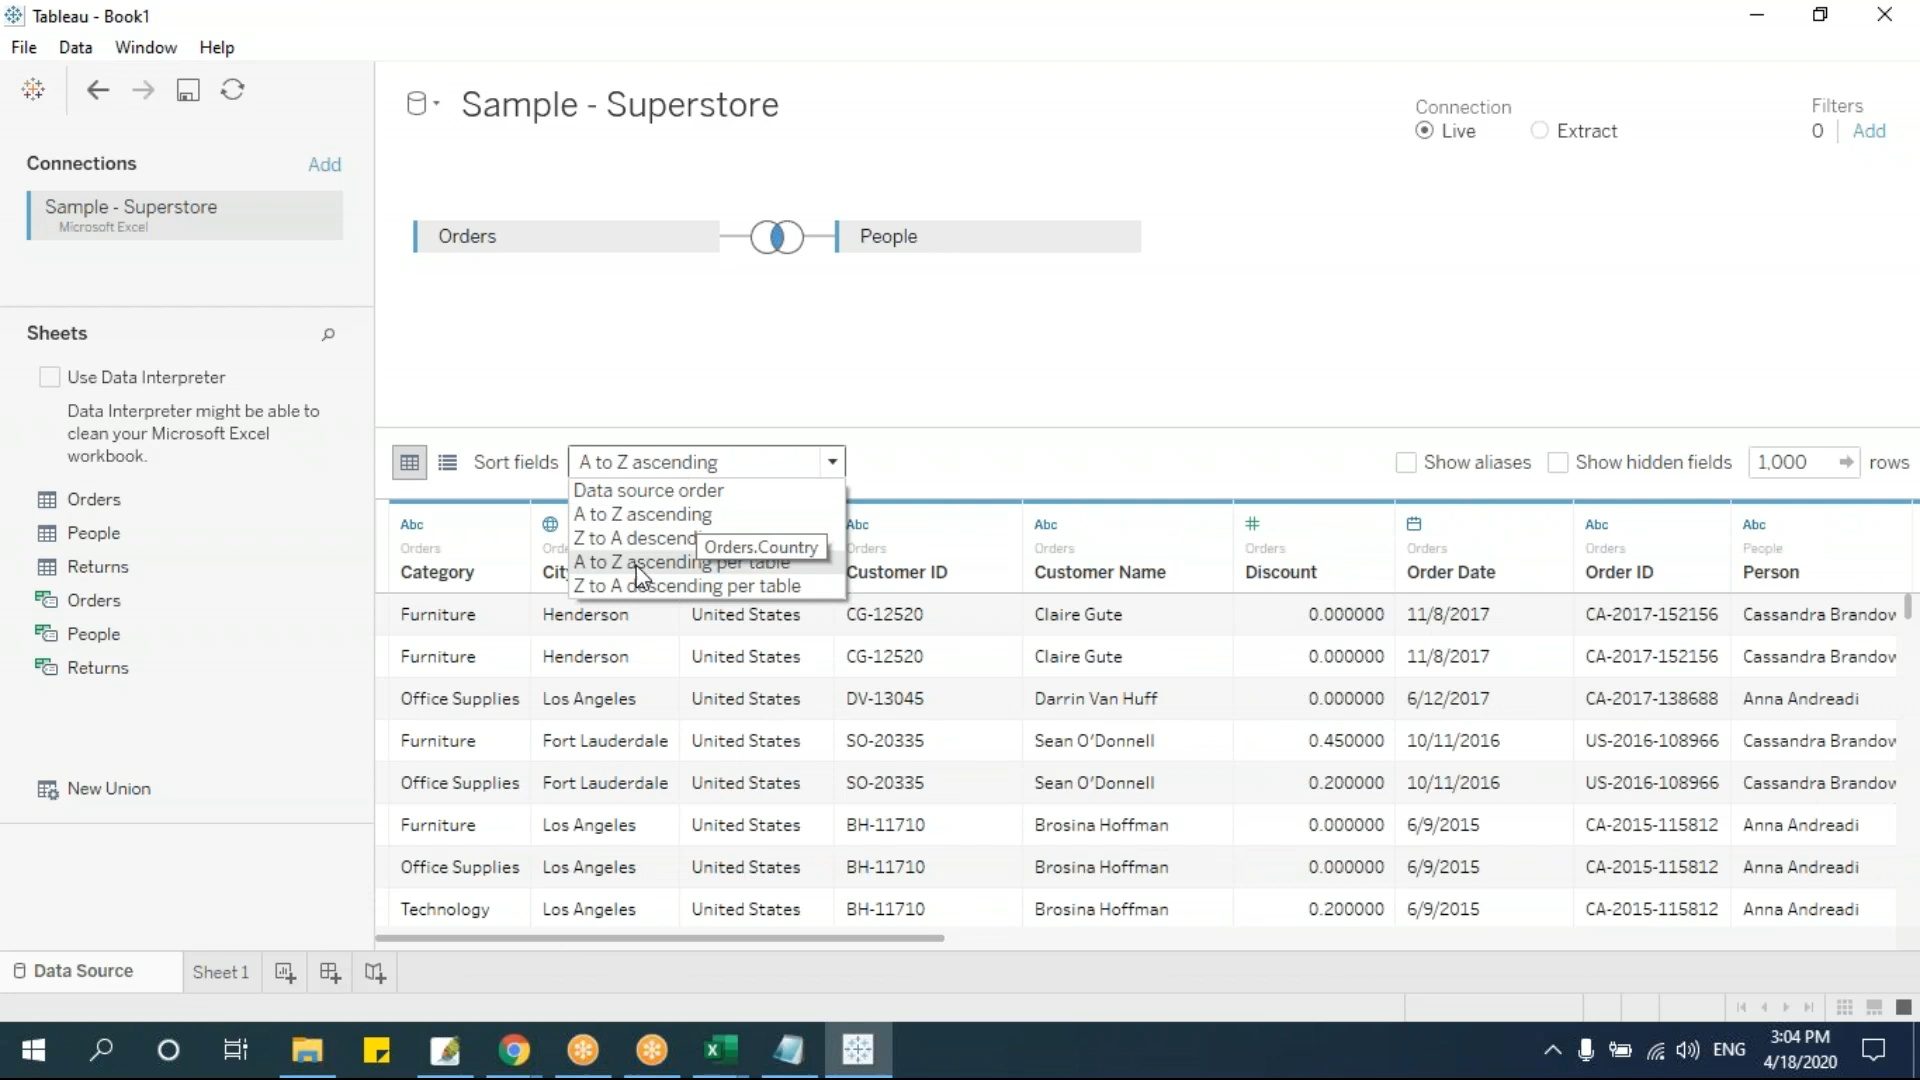 Tableau - Book1
File Data Window Help
Sample - Superstore
Connection
Live
Extract
Filters
0 Add
Connections Add
Sample - Superstore
Microsoft Excel
Orders
People
Sheets
Use Data Interpreter
Data Interpreter might be able to
clean your Microsoft Excel
workbook.
Orders
People
Returns
Orders
People
Returns
New Union
Sort fields A to Z ascending Show aliases Show hidden fields 1,000 rows
Data source order
A to Z ascending
Z to A descend
Orders.Country
A to Z ascending per table
Z to A descending per table
Abc Abc Abc # Abc Abc
Orders Orders Orders Orders Orders Orders People
Category Customer ID Customer Name Discount Order Date Order ID Person
Furniture Henderson United States CG-12520 Claire Gute 0.000000 11/8/2017 CA-2017-152156 Cassandra Brandow
Furniture Henderson United States CG-12520 Claire Gute 0.000000 11/8/2017 CA-2017-152156 Cassandra Brandow
Office Supplies Los Angeles United States DV-13045 Darrin Van Huff 0.000000 6/12/2017 CA-2017-138688 Anna Andreadi
Furniture Fort Lauderdale United States SO-20335 Sean O'Donnell 0.450000 10/11/2016 US-2016-108966 Cassandra Brandow
Office Supplies Fort Lauderdale United States SO-20335 Sean O'Donnell 0.200000 10/11/2016 US-2016-108966 Cassandra Brandow
Furniture Los Angeles United States BH-11710 Brosina Hoffman 0.000000 6/9/2015 CA-2015-115812 Anna Andreadi
Office Supplies Los Angeles United States BH-11710 Brosina Hoffman 0.000000 6/9/2015 CA-2015-115812 Anna Andreadi
Technology Los Angeles United States BH-11710 Brosina Hoffman 0.200000 6/9/2015 CA-2015-115812 Anna Andreadi
Data Source Sheet 1
ENG
3:04 PM
4/18/2020